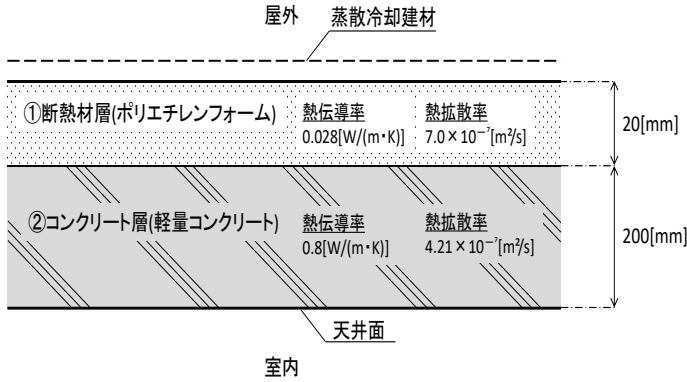 屋外 蒸散冷却建材
①断熱材層(ポリエチレンフォーム) 熱伝導率 熱拡散率
0.028[W/(m・K)] 7.0×10⁻⁷[m²/s]
20[mm]
②コンクリート層(軽量コンクリート) 熱伝導率 熱拡散率
0.8[W/(m・K)] 4.21×10⁻⁷[m²/s]
200[mm]
天井面
室内